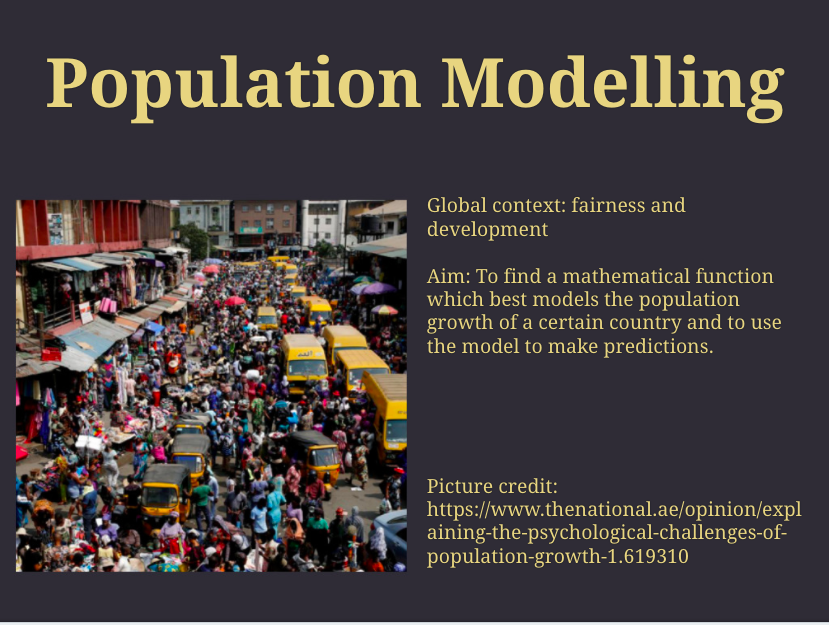 Population Modelling
Global context: fairness and
development
Aim: To find a mathematical function
which best models the population
growth of a certain country and to use
the model to make predictions.
Picture credit:
https://www.thenational.ae/opinion/expl
aining-the-psychological-challenges-of-
population-growth-1.619310